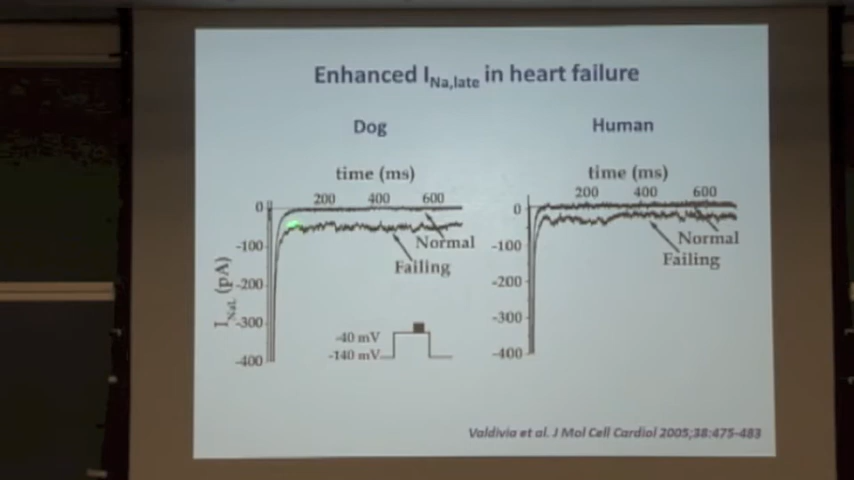 Enhanced I Na,late in heart failure
Dog
Human
time (ms)
time (ms)
200 400 600
200 400 600
0
0
-100
-100
-200
-200
-300
-300
-400
-400
I NaL (pA)
Normal
Failing
Normal
Failing
-40 mV
-140 mV
Valdivia et al. J Mol Cell Cardiol 2005;38:475-483